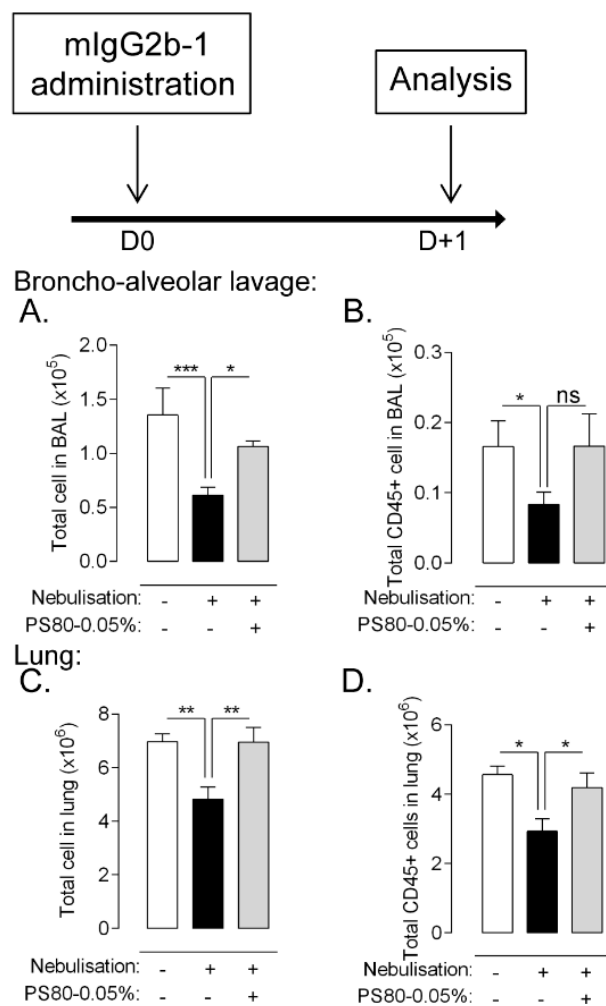 mIgG2b-1
administration
Analysis
D0
D+1
Broncho-alveolar lavage:
A.
Total cell in BAL (x10⁵)
2.0
1.5
1.0
0.5
0.0
***
*
Nebulisation: - + +
PS80-0.05%: - - +
B.
Total CD45+ cell in BAL (x10⁵)
0.3
0.2
0.1
0.0
*
ns
Nebulisation: - + +
PS80-0.05%: - - +
Lung:
C.
Total cell in lung (x10⁶)
8
6
4
2
0
**
**
Nebulisation: - + +
PS80-0.05%: - - +
D.
Total CD45+ cells in lung (x10⁶)
6
4
2
0
*
*
Nebulisation: - + +
PS80-0.05%: - - +